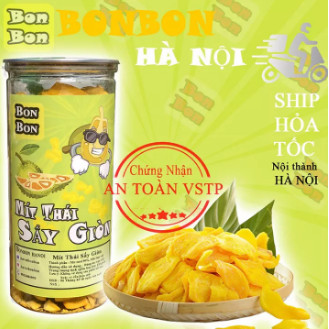 Bon
Bon
BONBON
HÀ NỘI
SHIP
HỎA
TỐC
Nội thành
HÀ NỘI
BON
BON
Chứng Nhận
AN TOÀN VSTP
MÍT THÁI
SẤY GIÒN
Mít Thái Sấy Giòn